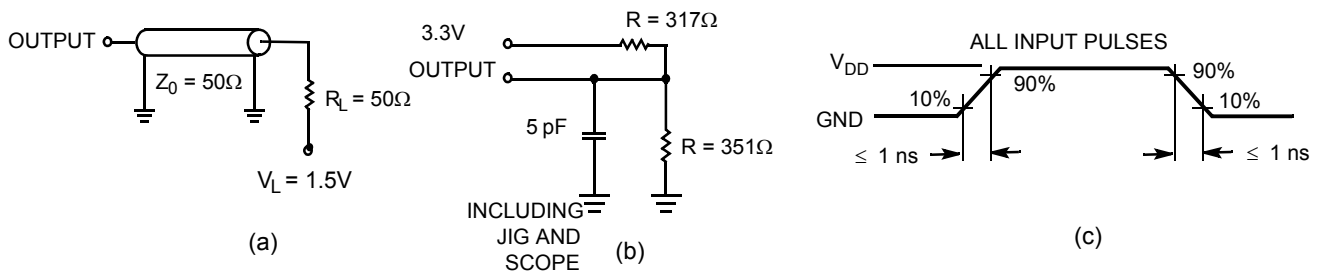 OUTPUT
Z0 = 50Ω
RL = 50Ω
VL = 1.5V
(a)
R = 317Ω
3.3V
OUTPUT
5 pF
R = 351Ω
INCLUDING
JIG AND
SCOPE
(b)
ALL INPUT PULSES
VDD
90%
90%
10%
10%
GND
≤ 1 ns
≤ 1 ns
(c)